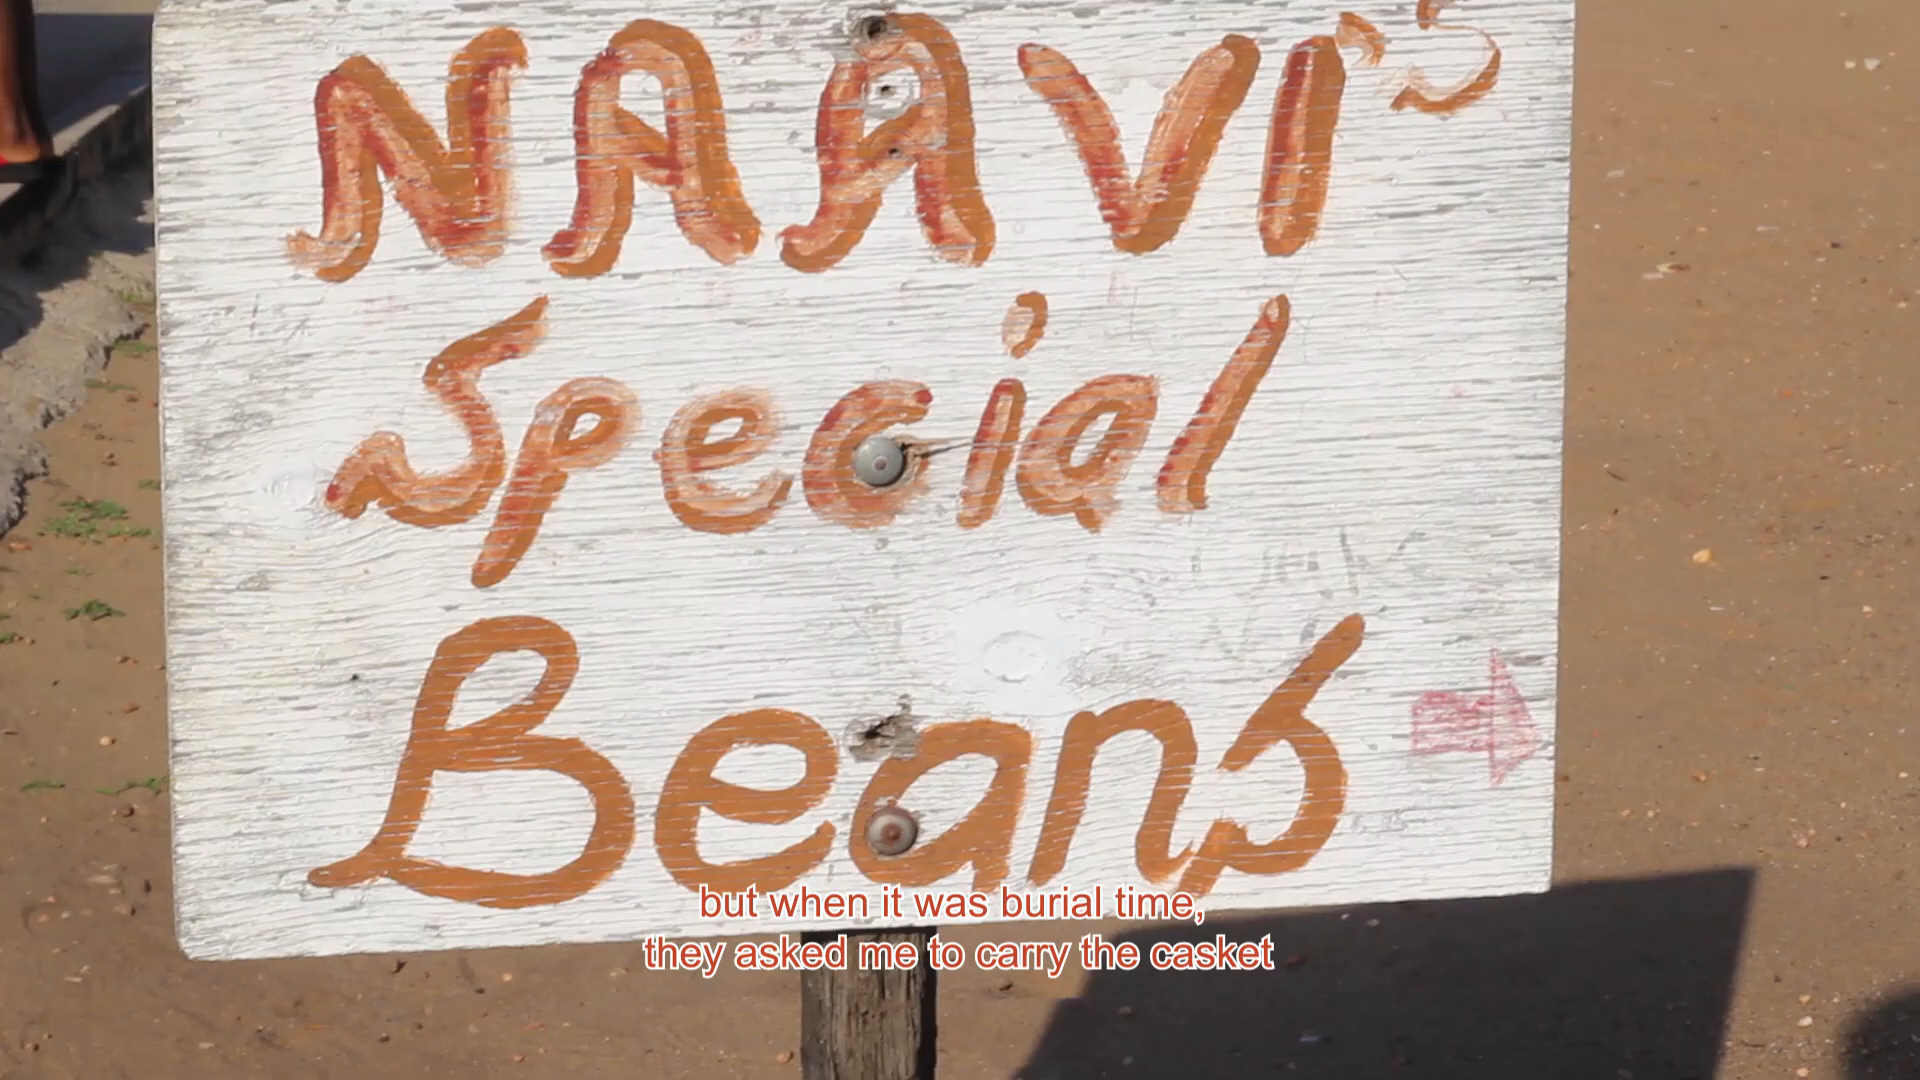 NAAVI's
Special
Beans
but when it was burial time,
they asked me to carry the casket